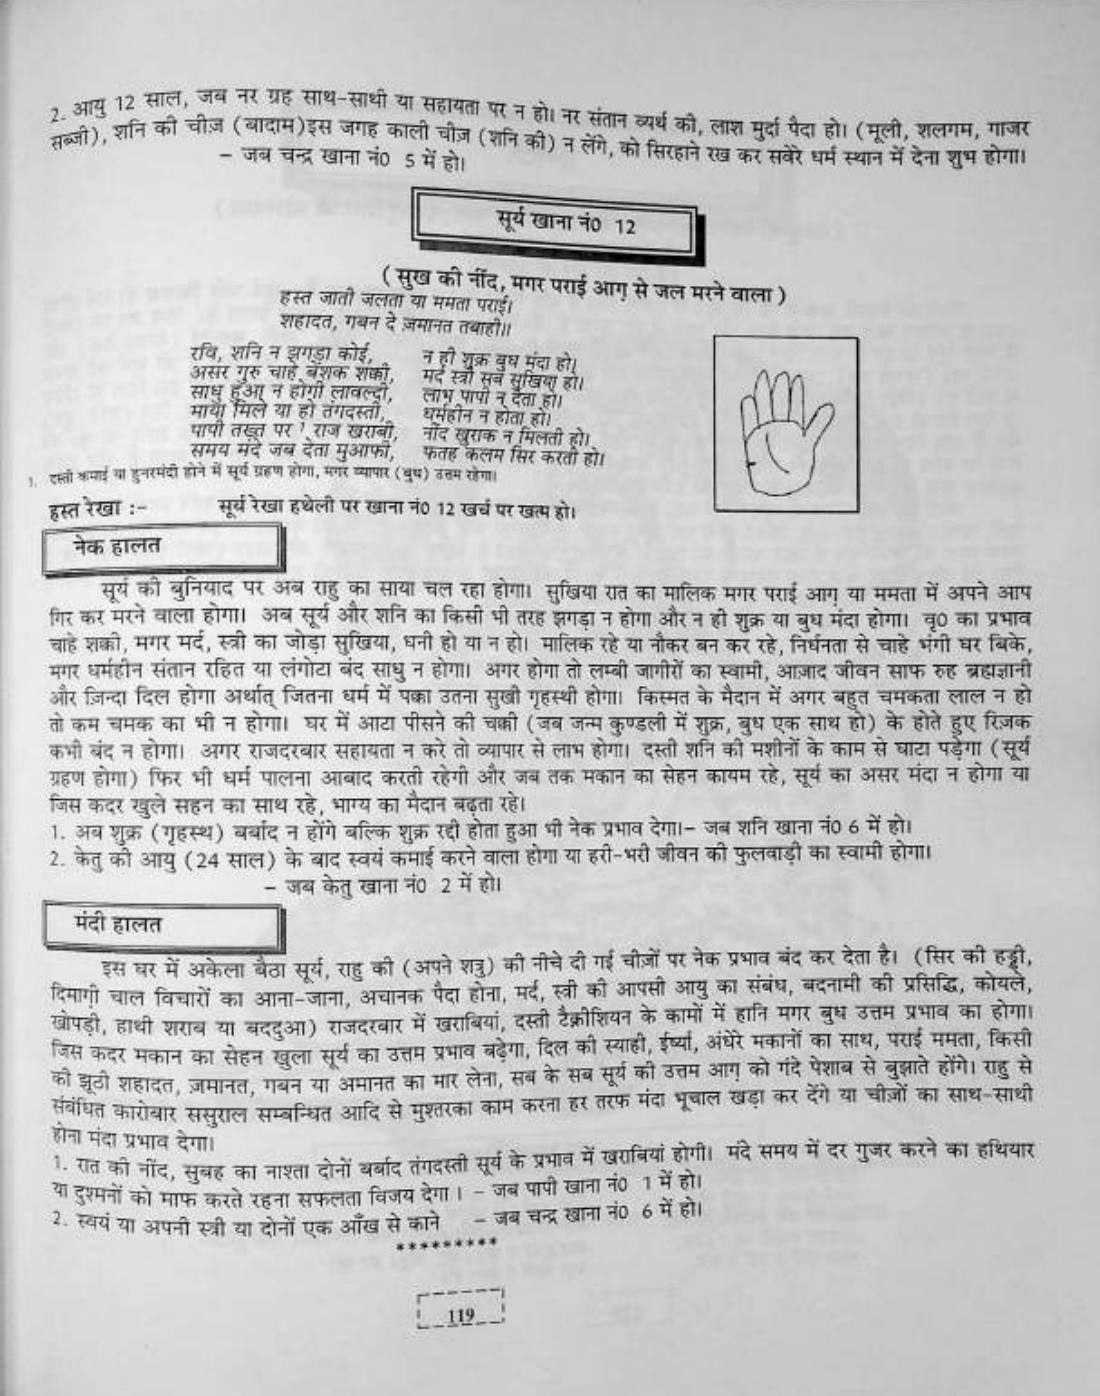 2. आयु 12 साल, जब नर ग्रह साथ-साथी या सहायता पर न हो। नर संतान व्यर्थ की, लाश मुर्दा पैदा हो। (मूली, शलगम, गाजर
सब्जी), शनि की चीज़ (बादाम)इस जगह काली चीज़ (शनि की) न लेंगे, को सिरहाने रख कर सवेरे धर्म स्थान में देना शुभ होगा।
– जब चन्द्र खाना नं0 5 में हो।
सूर्य खाना नं0 12
( सुख की नींद, मगर पराई आग़ से जल मरने वाला )
हस्त जाती जलता या ममता पराई।
शहादत, गबन दे ज़मानत तबाही॥
रवि, शनि न झगड़ा कोई, न ही शुक्र बुध मंदा हो।
असर गुरु चाहे बेशक शक्की, मर्द स्त्री सब सुखिया हो।
साधु हुआ न होगी लावल्दी, लाभ पापी न देता हो।
माया मिले या हो तंगदस्ती, धर्महीन न होता हो।
पापी तख़्त पर 1 राज खराबी, नींद खुराक न मिलती हो।
समय मंदे जब देता मुआफी, फतह कलम सिर करती हो।
1. दस्ती कमाई या हुनरमंदी होने में सूर्य ग्रहण होगा, मगर व्यापार (बुध) उत्तम रहेगा।
हस्त रेखा :– सूर्य रेखा हथेली पर खाना नं0 12 खर्च पर खत्म हो।
नेक हालत
सूर्य की बुनियाद पर अब राहु का साया चल रहा होगा। सुखिया रात का मालिक मगर पराई आग़ या ममता में अपने आप
गिर कर मरने वाला होगा। अब सूर्य और शनि का किसी भी तरह झगड़ा न होगा और न ही शुक्र या बुध मंदा होगा। वृ0 का प्रभाव
चाहे शक्की, मगर मर्द, स्त्री का जोड़ा सुखिया, धनी हो या न हो। मालिक रहे या नौकर बन कर रहे, निर्धनता से चाहे भंगी घर बिके,
मगर धर्महीन संतान रहित या लंगोटा बंद साधु न होगा। अगर होगा तो लम्बी जागीरों का स्वामी, आज़ाद जीवन साफ रुह ब्रह्मज्ञानी
और ज़िन्दा दिल होगा अर्थात् जितना धर्म में पक्का उतना सुखी गृहस्थी होगा। किस्मत के मैदान में अगर बहुत चमकता लाल न हो
तो कम चमक का भी न होगा। घर में आटा पीसने की चक्की (जब जन्म कुण्डली में शुक्र, बुध एक साथ हो) के होते हुए रिज़क
कभी बंद न होगा। अगर राजदरबार सहायता न करे तो व्यापार से लाभ होगा। दस्ती शनि की मशीनों के काम से घाटा पड़ेगा (सूर्य
ग्रहण होगा) फिर भी धर्म पालना आबाद करती रहेगी और जब तक मकान का सेहन कायम रहे, सूर्य का असर मंदा न होगा या
जिस कदर खुले सहन का साथ रहे, भाग्य का मैदान बढ़ता रहे।
1. अब शुक्र (गृहस्थ) बर्बाद न होंगे बल्कि शुक्र रद्दी होता हुआ भी नेक प्रभाव देगा।– जब शनि खाना नं0 6 में हो।
2. केतु की आयु (24 साल) के बाद स्वयं कमाई करने वाला होगा या हरी-भरी जीवन की फुलवाड़ी का स्वामी होगा।
– जब केतु खाना नं0 2 में हो।
मंदी हालत
इस घर में अकेला बैठा सूर्य, राहु की (अपने शत्रु) की नीचे दी गई चीज़ों पर नेक प्रभाव बंद कर देता है। (सिर की हड्डी,
दिमाग़ी चाल विचारों का आना-जाना, अचानक पैदा होना, मर्द, स्त्री की आपसी आयु का संबंध, बदनामी की प्रसिद्धि, कोयले,
खोपड़ी, हाथी शराब या बददुआ) राजदरबार में खराबियां, दस्ती टैक्नीशियन के कामों में हानि मगर बुध उत्तम प्रभाव का होगा।
जिस कदर मकान का सेहन खुला सूर्य का उत्तम प्रभाव बढ़ेगा, दिल की स्याही, ईर्ष्या, अंधेरे मकानों का साथ, पराई ममता, किसी
की झूठी शहादत, ज़मानत, गबन या अमानत का मार लेना, सब के सब सूर्य की उत्तम आग़ को गंदे पेशाब से बुझाते होंगे। राहु से
संबंधित कारोबार ससुराल सम्बन्धित आदि से मुश्तरका काम करना हर तरफ मंदा भूचाल खड़ा कर देंगे या चीज़ों का साथ-साथी
होना मंदा प्रभाव देगा।
1. रात की नींद, सुबह का नाश्ता दोनों बर्बाद तंगदस्ती सूर्य के प्रभाव में खराबियां होगी। मंदे समय में दर गुजर करने का हथियार
या दुश्मनों को माफ करते रहना सफलता विजय देगा । – जब पापी खाना नं0 1 में हो।
2. स्वयं या अपनी स्त्री या दोनों एक आँख से काने – जब चन्द्र खाना नं0 6 में हो।
*********
119